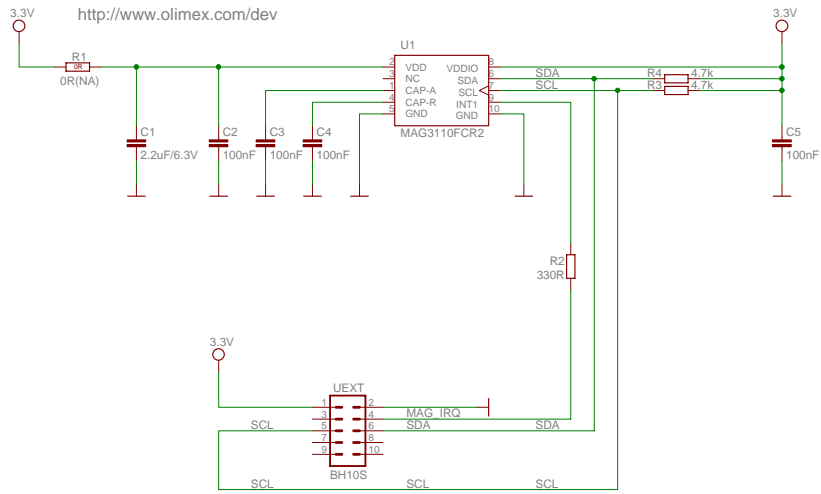 http://www.olimex.com/dev
3.3V
3.3V
R1
0R
0R(NA)
U1
MAG3110FCR2
2 VDD
3 NC
1 CAP-A
4 CAP-R
5 GND
VDDIO 8
SDA 6
SCL 7
INT1 9
GND 10
SDA
SCL
R4 4.7k
R3 4.7k
C1
2.2uF/6.3V
C2
100nF
C3
100nF
C4
100nF
C5
100nF
R2
330R
3.3V
UEXT
1 2
3 4 MAG_IRQ
SCL 5 6 SDA SDA
7 8
9 10
BH10S
SCL SCL SCL